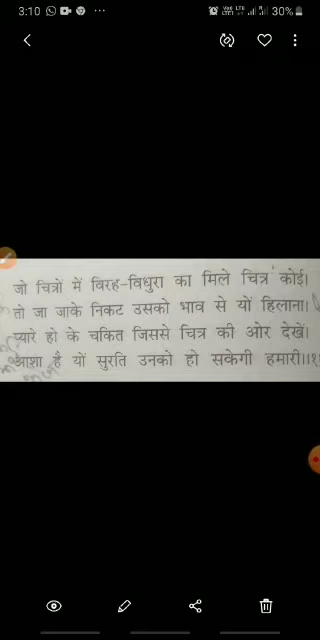 3:10
30%
जो चित्रों में विरह-विधुरा का मिले चित्र कोई।
तो जा जाके निकट उसको भाव से यों हिलाना।
प्यारे हो के चकित जिससे चित्र की ओर देखें।
आशा है यों सुरति उनको हो सकेगी हमारी।।